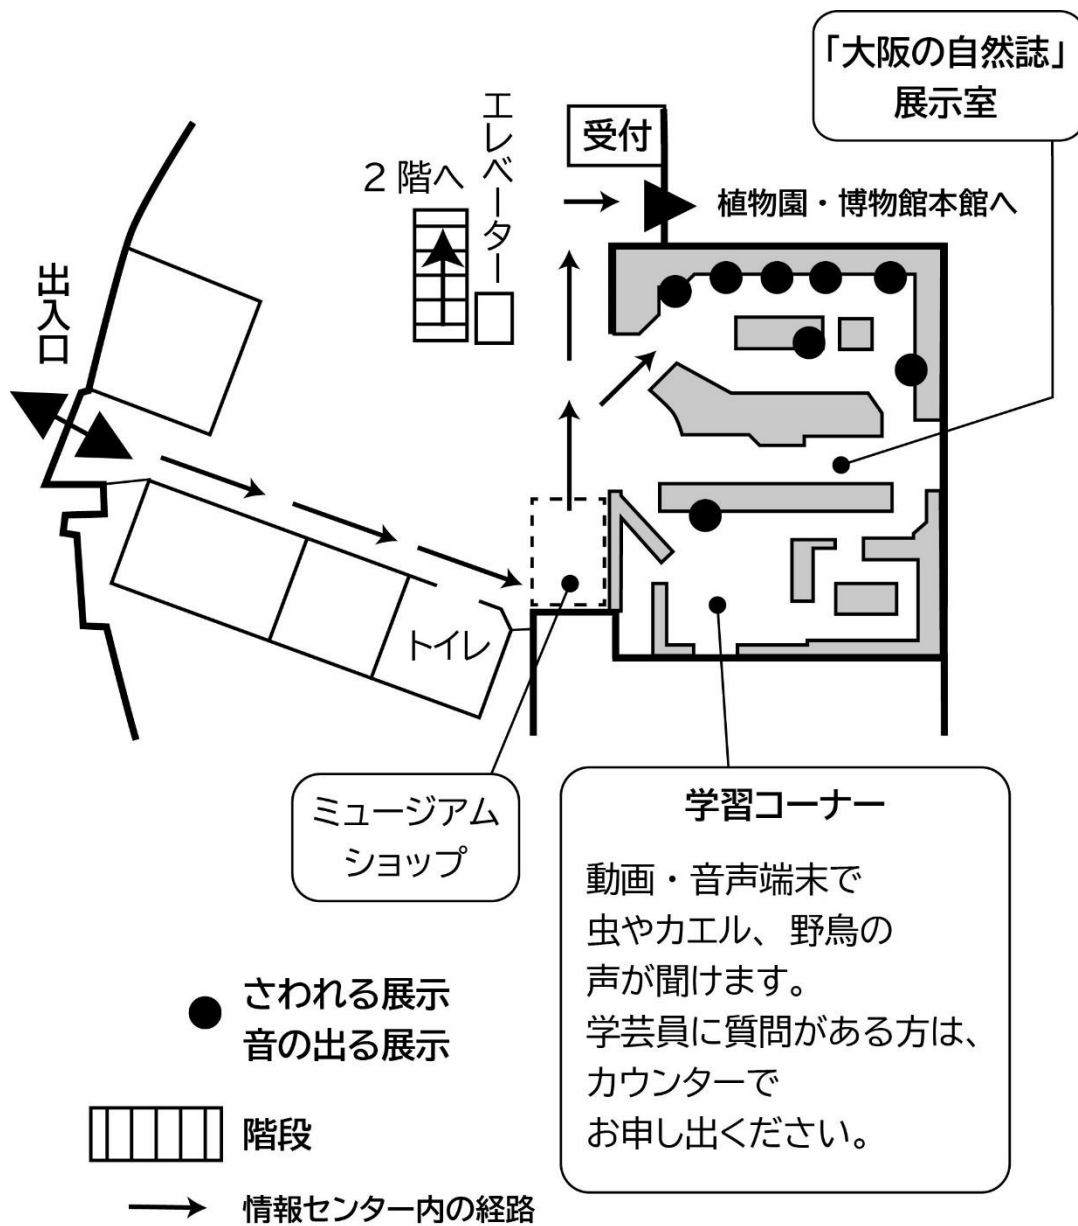 「大阪の自然誌」
展示室
受付
エレベーター
2階へ
植物園・博物館本館へ
出入口
トイレ
ミュージアム
ショップ
学習コーナー
動画・音声端末で
虫やカエル、野鳥の
声が聞けます。
学芸員に質問がある方は、
カウンターで
お申し出ください。
さわれる展示
音の出る展示
階段
情報センター内の経路